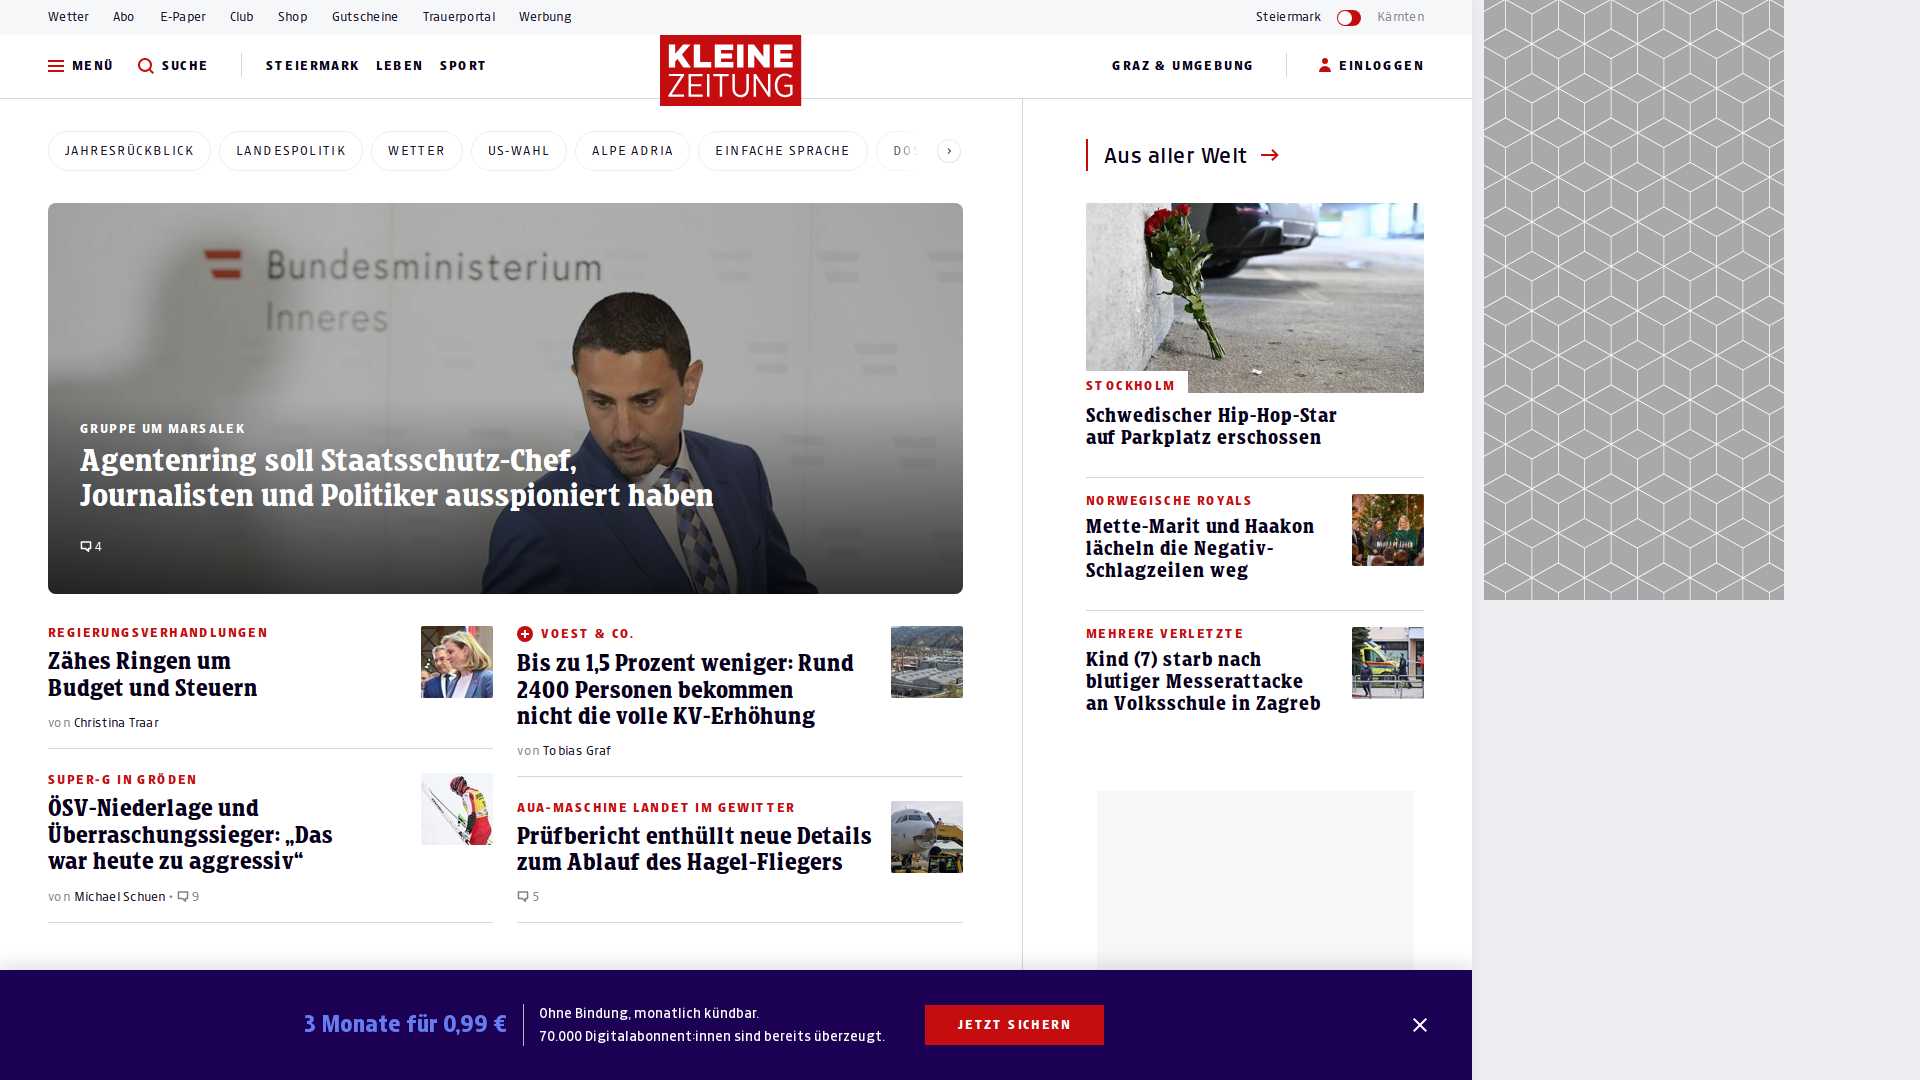 Wetter Abo E-Paper Club Shop Gutscheine Trauerportal Werbung Steiermark Kärnten
MENÜ SUCHE STEIERMARK LEBEN SPORT KLEINE ZEITUNG GRAZ & UMGEBUNG EINLOGGEN
JAHRESRÜCKBLICK LANDESPOLITIK WETTER US-WAHL ALPE ADRIA EINFACHE SPRACHE
Bundesministerium
Inneres
GRUPPE UM MARSALEK
Agentenring soll Staatsschutz-Chef,
Journalisten und Politiker ausspioniert haben
4
REGIERUNGSVERHANDLUNGEN
Zähes Ringen um
Budget und Steuern
von Christina Traar
SUPER-G IN GRÖDEN
ÖSV-Niederlage und
Überraschungssieger: „Das
war heute zu aggressiv“
von Michael Schuen • 9
VOEST & CO.
Bis zu 1,5 Prozent weniger: Rund
2400 Personen bekommen
nicht die volle KV-Erhöhung
von Tobias Graf
AUA-MASCHINE LANDET IM GEWITTER
Prüfbericht enthüllt neue Details
zum Ablauf des Hagel-Fliegers
5
Aus aller Welt
STOCKHOLM
Schwedischer Hip-Hop-Star
auf Parkplatz erschossen
NORWEGISCHE ROYALS
Mette-Marit und Haakon
lächeln die Negativ-
Schlagzeilen weg
MEHRERE VERLETZTE
Kind (7) starb nach
blutiger Messerattacke
an Volksschule in Zagreb
3 Monate für 0,99 €
Ohne Bindung, monatlich kündbar.
70.000 Digitalabonnent:innen sind bereits überzeugt.
JETZT SICHERN